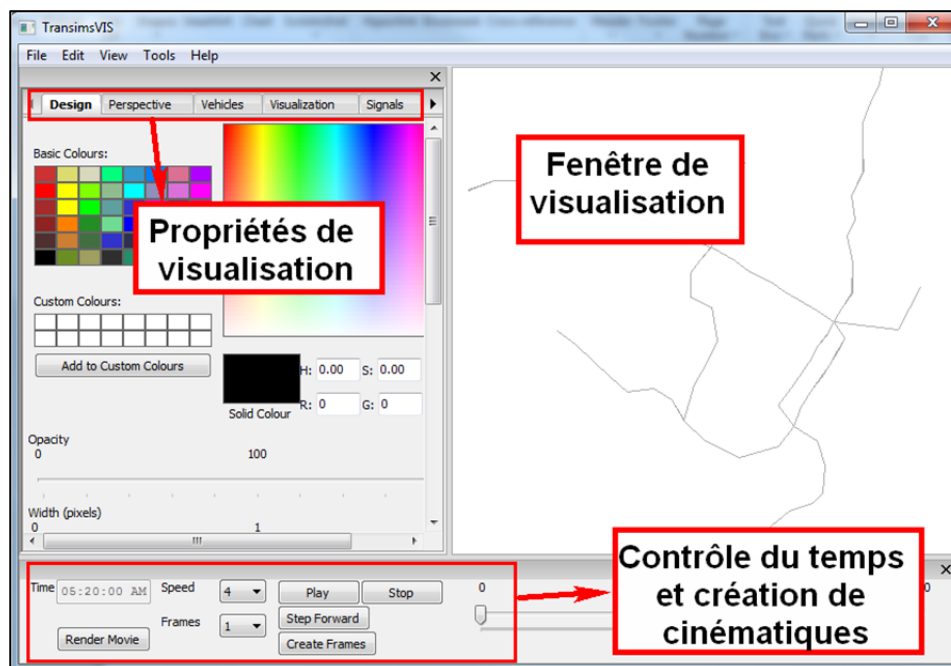 TransimsVIS
File Edit View Tools Help
Design Perspective Vehicles Visualization Signals
Basic Colours:
Propriétés de
visualisation
Custom Colours:
Add to Custom Colours
H: 0.00 S: 0.00
R: 0 G: 0
Solid Colour
Opacity
0 100
Width (pixels)
0 1
Fenêtre de
visualisation
Time 05:20:00 AM Speed 4 Play Stop
Frames 1 Step Forward
Render Movie Create Frames
0 0
Contrôle du temps
et création de
cinématiques